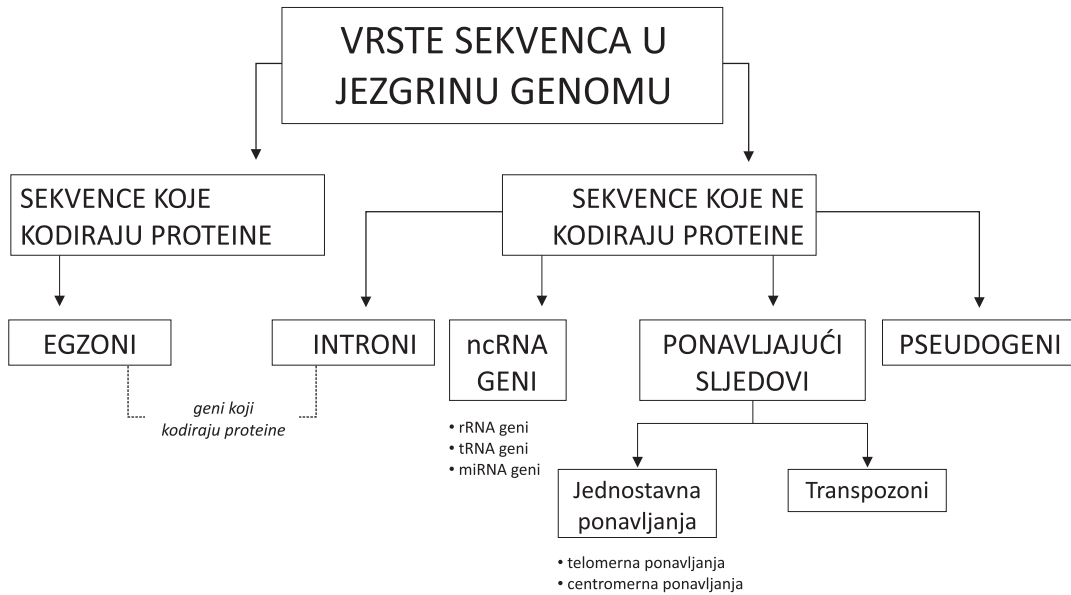 VRSTE SEKVENCA U
JEZGRINU GENOMU
SEKVENCE KOJE
KODIRAJU PROTEINE
SEKVENCE KOJE NE
KODIRAJU PROTEINE
EGZONI
INTRONI
geni koji
kodiraju proteine
ncRNA
GENI
• rRNA geni
• tRNA geni
• miRNA geni
PONAVLJAJUĆI
SLJEDOVI
PSEUDOGENI
Jednostavna
ponavljanja
• telomerna ponavljanja
• centromerna ponavljanja
Transpozoni